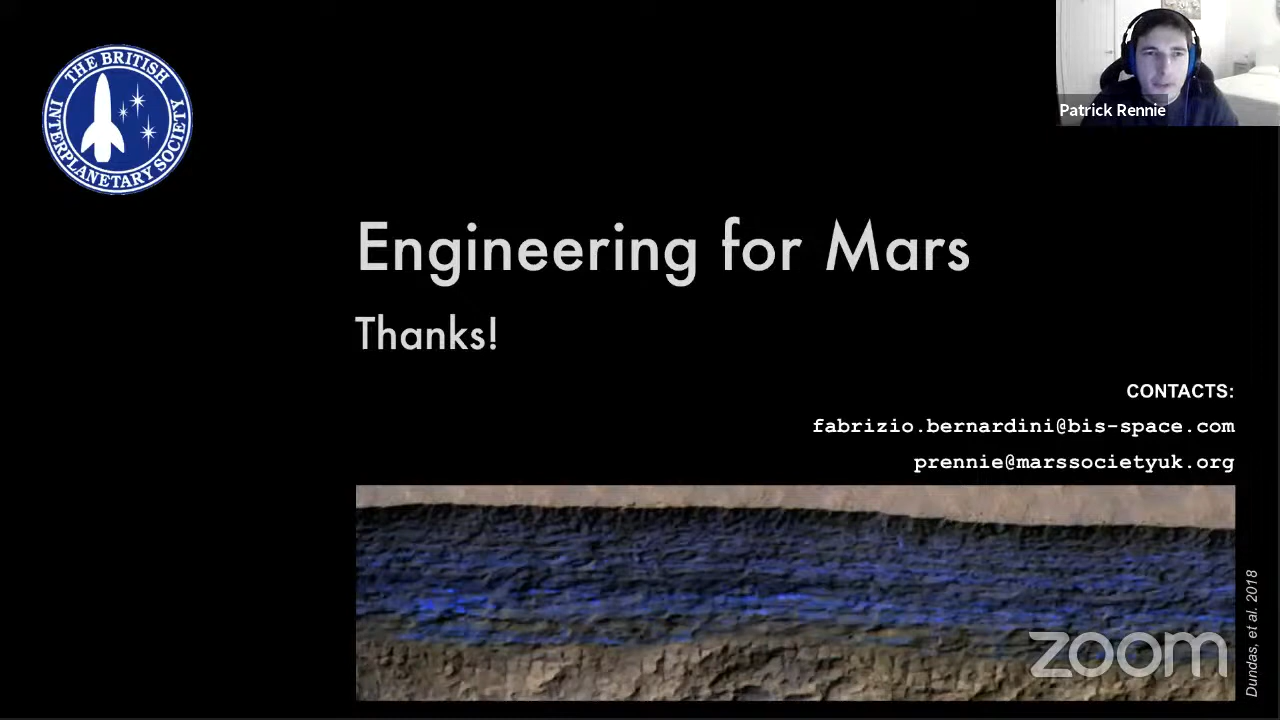 THE BRITISH
INTERPLANETARY SOCIETY
Patrick Rennie
Engineering for Mars
Thanks!
CONTACTS:
fabrizio.bernardini@bis-space.com
prennie@marssocietyuk.org
zoom
Dundas, et al. 2018